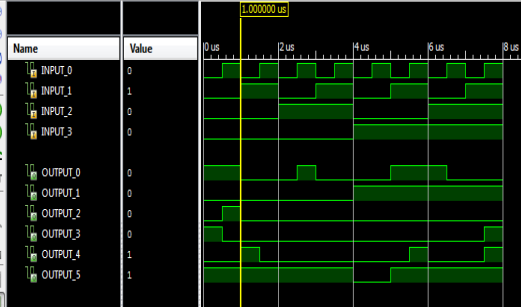 1.000000 us
Name Value 0 us 2 us 4 us 6 us 8 us
INPUT_0 0
INPUT_1 1
INPUT_2 0
INPUT_3 0
OUTPUT_0 0
OUTPUT_1 0
OUTPUT_2 0
OUTPUT_3 0
OUTPUT_4 1
OUTPUT_5 1